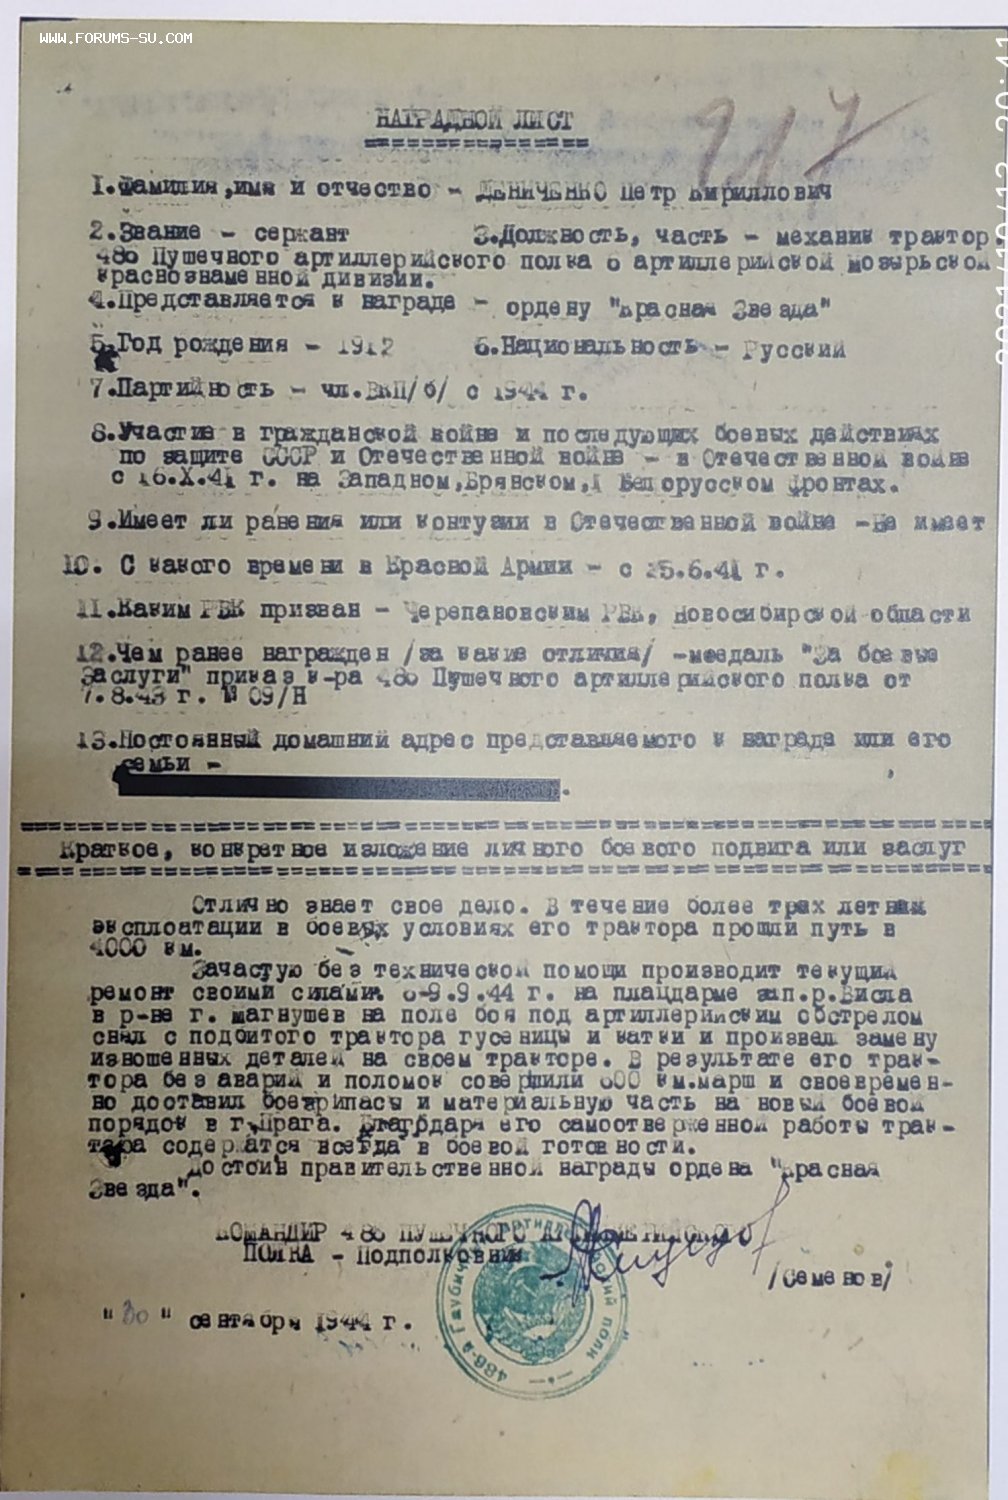 WWW.FORUMS-SU.COM
НАГРАДНОЙ ЛИСТ
917
1.Фамилия,имя и отчество - ДЕНИЧЕНКО Петр Кириллович
2.Звание - сержант 3.Должность, часть - механик трактор.
486 Пушечного артиллерийского полка 6 артиллерийской мозырьской
краснознаменной дивизии.
4.Представляется к награде - ордену "Красная Звезда"
5.Год рождения - 1912 6.Национальность - Русский
7.Партийность - чл.ВКП/б/ с 1944 г.
8.Участие в гражданской войне и последующих боевых действиях
по защите СССР и Отечественной войне - в Отечественной войне
с 16.X.41 г. на Западном,Брянском,1 Белорусском фронтах.
9.Имеет ли ранения или контузии в Отечественной войне -Не имеет
10. С какого времени в Красной Армии - с 25.6.41 г.
11.Каким РВК призван - Черепановским РВК, Новосибирской области
12.Чем ранее награжден /за какие отличия/ -меедаль "За боевые
Заслуги" приказ к-ра 486 Пушечного артиллерийского полка от
7.8.43 г. № 09/Н
13.Постоянный домашний адрес представляемого к награде или его
семьи -
Краткое, конкретное изложение личного боевого подвига или заслуг
Отлично знает свое дело. В течение более трех летнам
эксплоатации в боевых условиях его трактора прошли путь в
4000 км.
Зачастую без технической помощи производит текущий
ремонт своими силами. 8-9.9.44 г. на плацдарме зап.р.Висла
в р-не г. Магнушев на поле боя под артиллерийским обстрелом
снял с подбитого трактора гусеницы и катки и произвел замену
изношенных деталей на своем тракторе. В результате его трак-
тора без аварий и поломок совершили 600 км.марш и своевремен-
но доставил боеприпасы и материальную часть на новый боевой
порядок в г.Прага. Благодаря его самоотверженной работы трак-
тара содержатся всегда в боевой готовности.
Достоин правительственной награды ордена "Красная
Звезда".
КОМАНДИР 486 ПУШЕЧНОГО АРТИЛЛЕРИЙСКОГО
ПОЛКА - Подполковник
/Семенов/
"30" сентября 1944 г.
486-й Гаубичный Артиллерийский полк